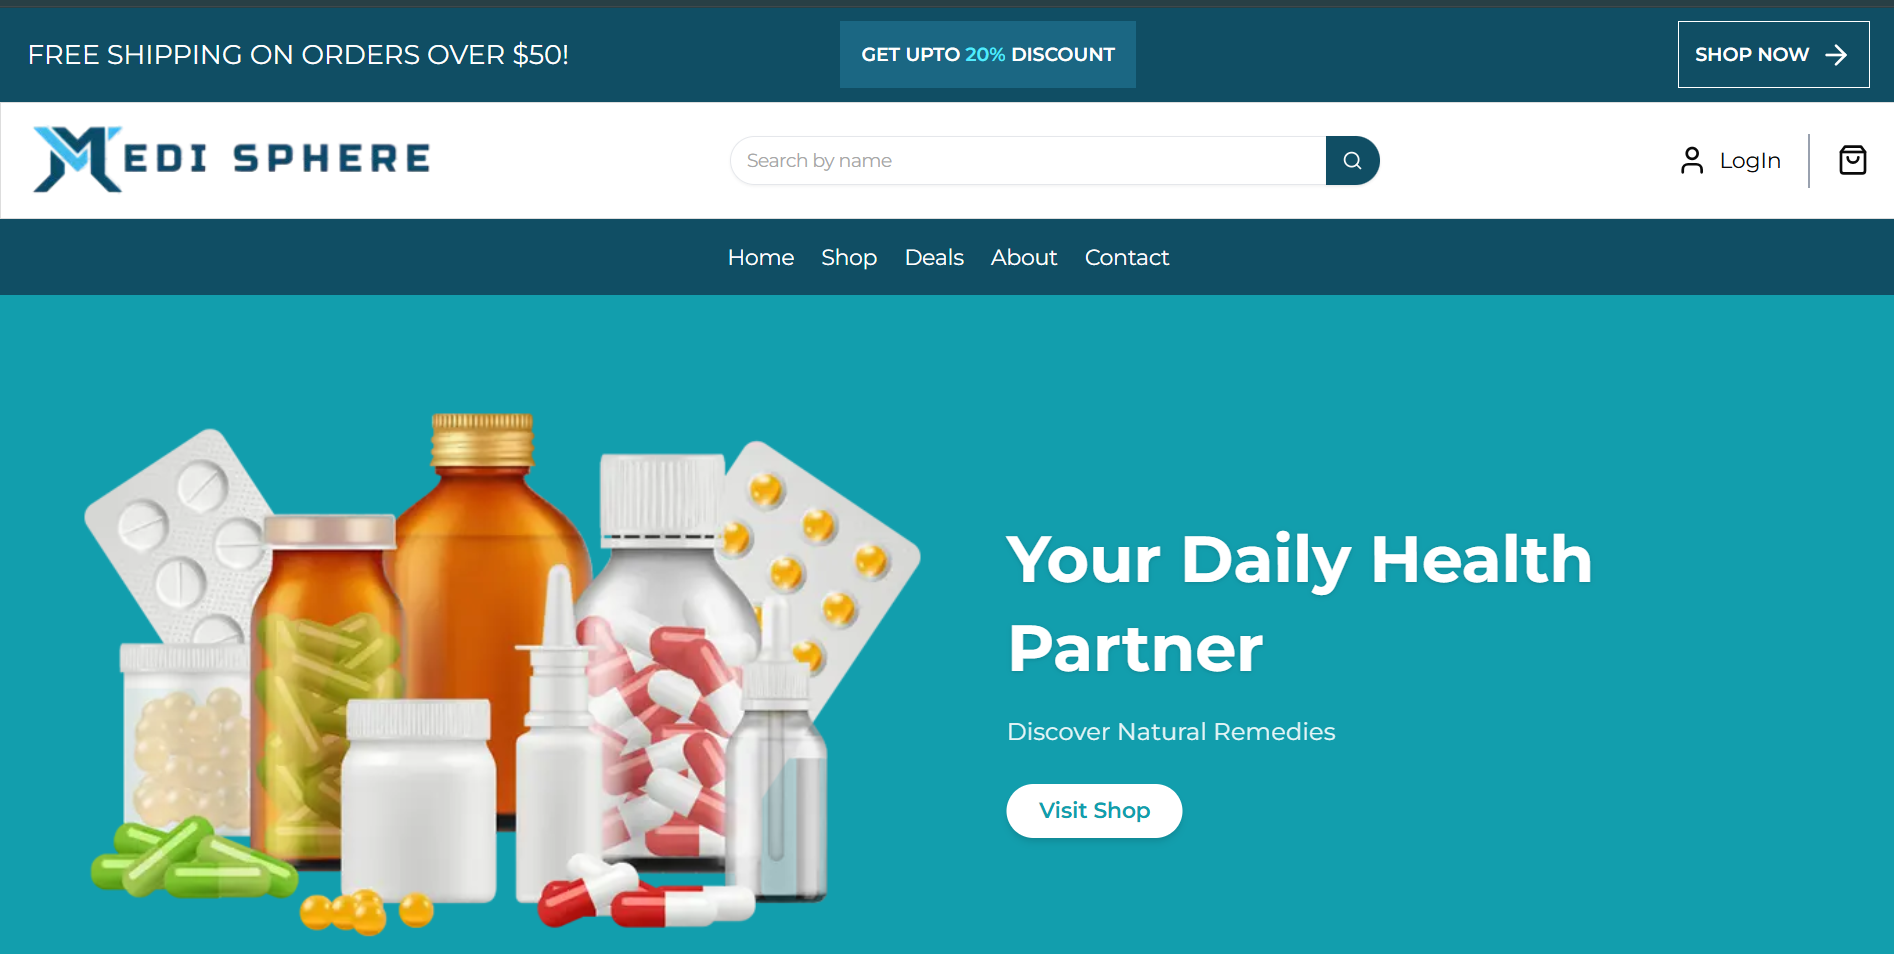 FREE SHIPPING ON ORDERS OVER $50!
GET UPTO 20% DISCOUNT
SHOP NOW
MEDI SPHERE
Search by name
LogIn
Home Shop Deals About Contact
Your Daily Health
Partner
Discover Natural Remedies
Visit Shop